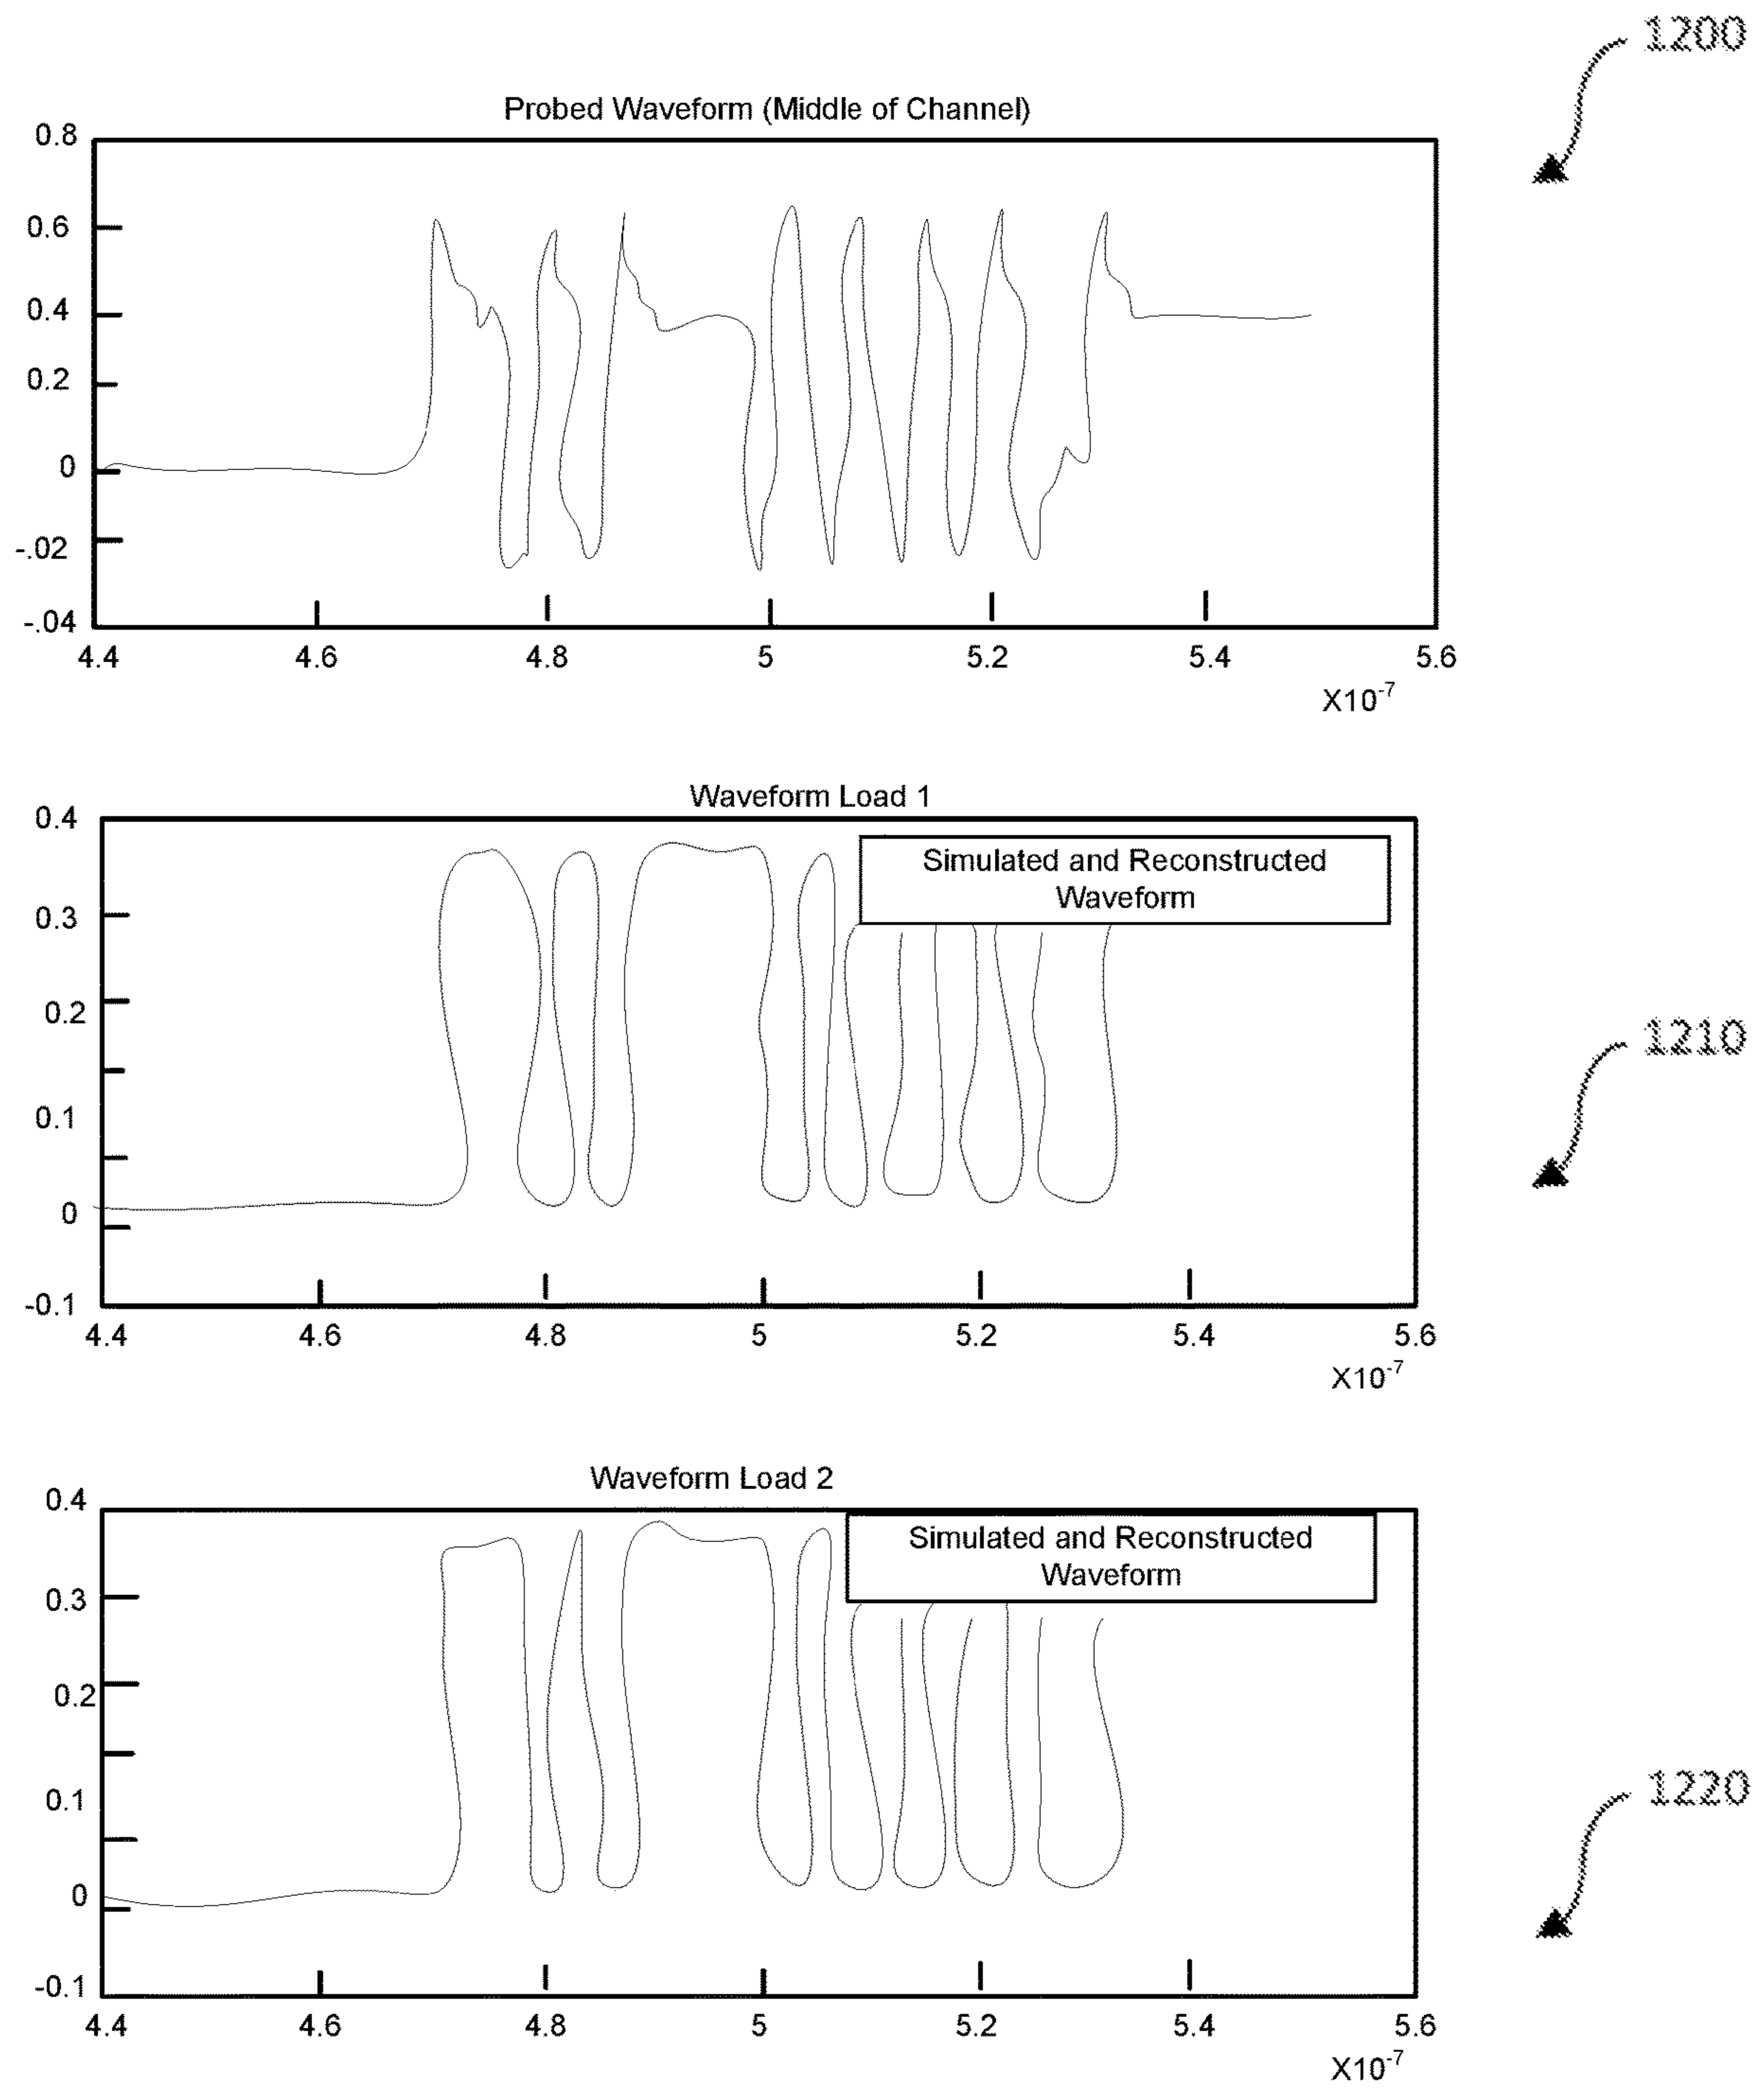 1200
Probed Waveform (Middle of Channel)
0.8
0.6
0.4
0.2
0
-.02
-.04
4.4 4.6 4.8 5 5.2 5.4 5.6
X10-7
Waveform Load 1
0.4
Simulated and Reconstructed
Waveform
0.3
0.2
1210
0.1
0
-0.1
4.4 4.6 4.8 5 5.2 5.4 5.6
X10-7
Waveform Load 2
0.4
Simulated and Reconstructed
Waveform
0.3
0.2
1220
0.1
0
-0.1
4.4 4.6 4.8 5 5.2 5.4 5.6
X10-7